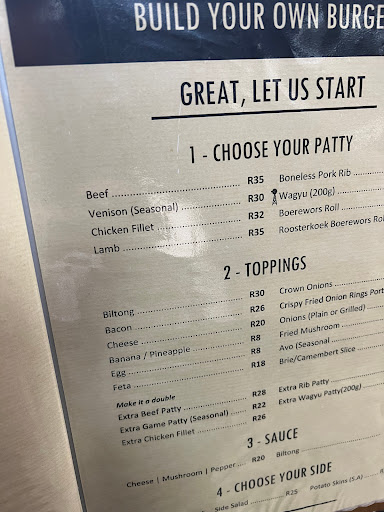 BUILD YOUR OWN BURGE
GREAT, LET US START
1 - CHOOSE YOUR PATTY
Beef R35
Venison (Seasonal) R30
Chicken Fillet R32
Lamb R35
Boneless Pork Rib
Wagyu (200g)
Boerewors Roll
Roosterkoek Boerewors Rol
2 - TOPPINGS
Biltong R30
Bacon R26
Cheese R20
Banana / Pineapple R8
Egg R8
Feta R18
Crown Onions
Crispy Fried Onion Rings Port
Onions (Plain or Grilled)
Fried Mushroom
Avo (Seasonal
Brie/Camembert Slice
Make it a double
Extra Beef Patty R28
Extra Game Patty (Seasonal) R22
Extra Chicken Fillet R26
Extra Rib Patty
Extra Wagyu Patty(200g)
3 - SAUCE
Cheese | Mushroom | Pepper R20
Biltong
4 - CHOOSE YOUR SIDE
Side Salad R25
Potato Skins (S.A) R